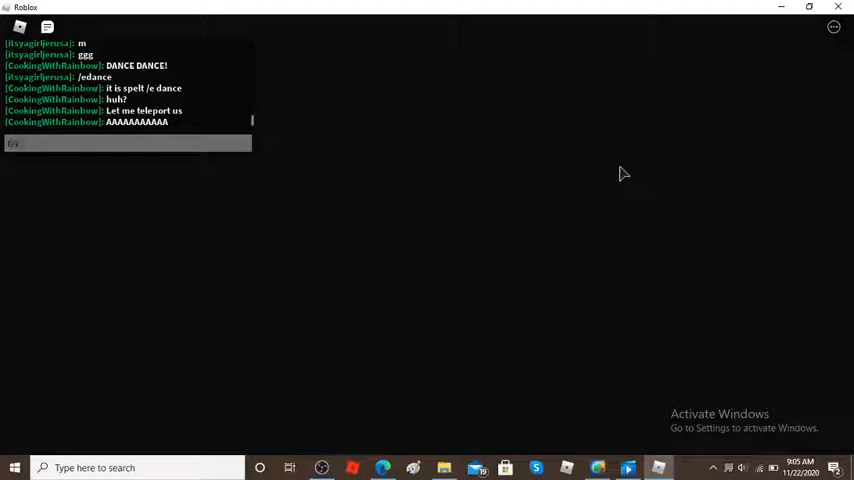 Roblox
[itsyagirljerusa]: m
[itsyagirljerusa]: ggg
[CookingWithRainbow]: DANCE DANCE!
[itsyagirljerusa]: /edance
[CookingWithRainbow]: it is spelt /e dance
[CookingWithRainbow]: huh?
[CookingWithRainbow]: Let me teleport us
[CookingWithRainbow]: AAAAAAAAAAA
Activate Windows
Go to Settings to activate Windows.
Type here to search
19
9:05 AM
11/22/2020
2